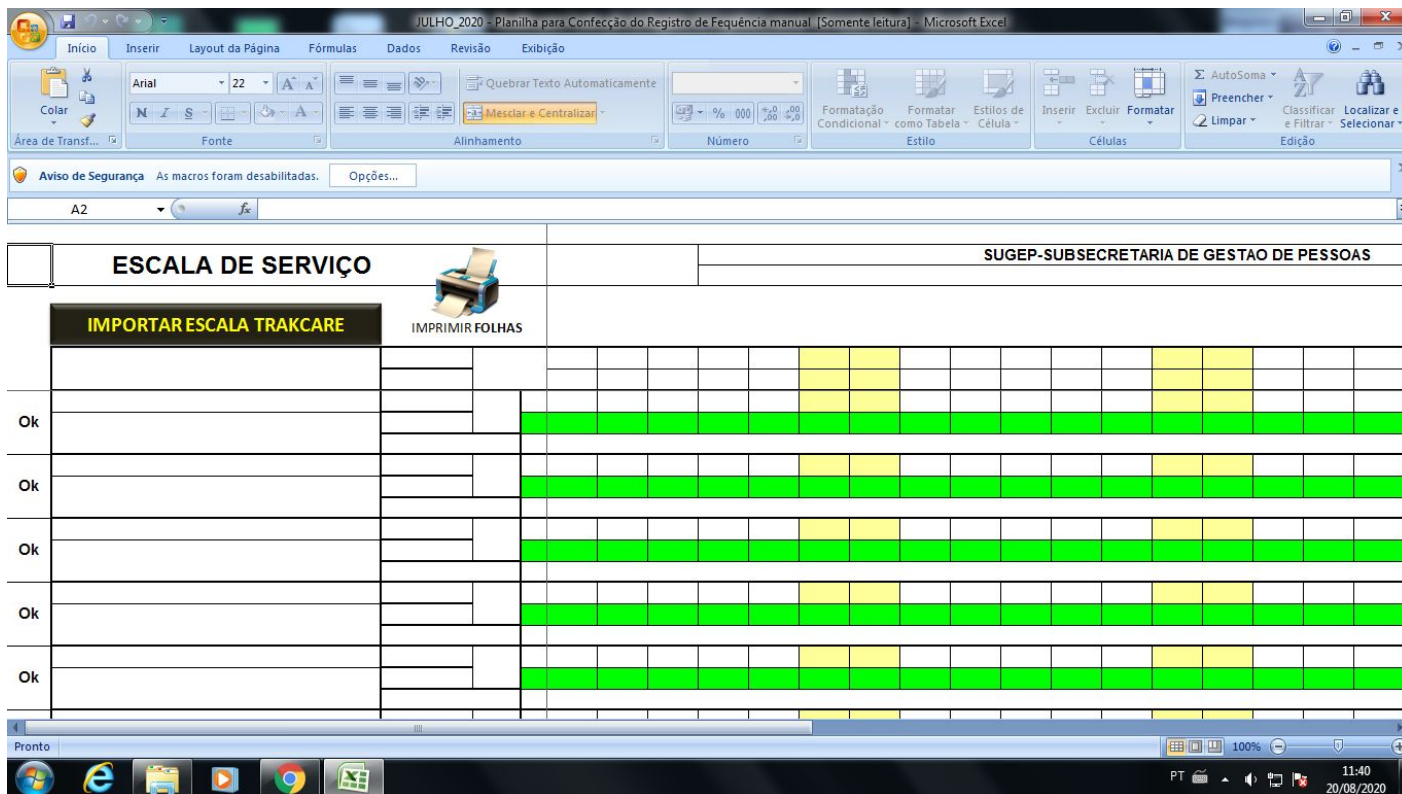 JULHO_2020 - Planilha para Confecção do Registro de Fequência manual  [Somente leitura] - Microsoft Excel
Início Inserir Layout da Página Fórmulas Dados Revisão Exibição
Colar
Arial 22
Quebrar Texto Automaticamente
N I S
Mesclar e Centralizar
% 000
Formatação Condicional
Formatar como Tabela
Estilos de Célula
Inserir Excluir Formatar
Σ AutoSoma
Preencher
Limpar
Classificar e Filtrar
Localizar e Selecionar
Área de Transf... Fonte Alinhamento Número Estilo Células Edição
Aviso de Segurança As macros foram desabilitadas. Opções...
A2 fx
ESCALA DE SERVIÇO
SUGEP-SUBSECRETARIA DE GESTAO DE PESSOAS
IMPORTAR ESCALA TRAKCARE
IMPRIMIR FOLHAS
Ok
Ok
Ok
Ok
Ok
Pronto
100%
PT
11:40
20/08/2020